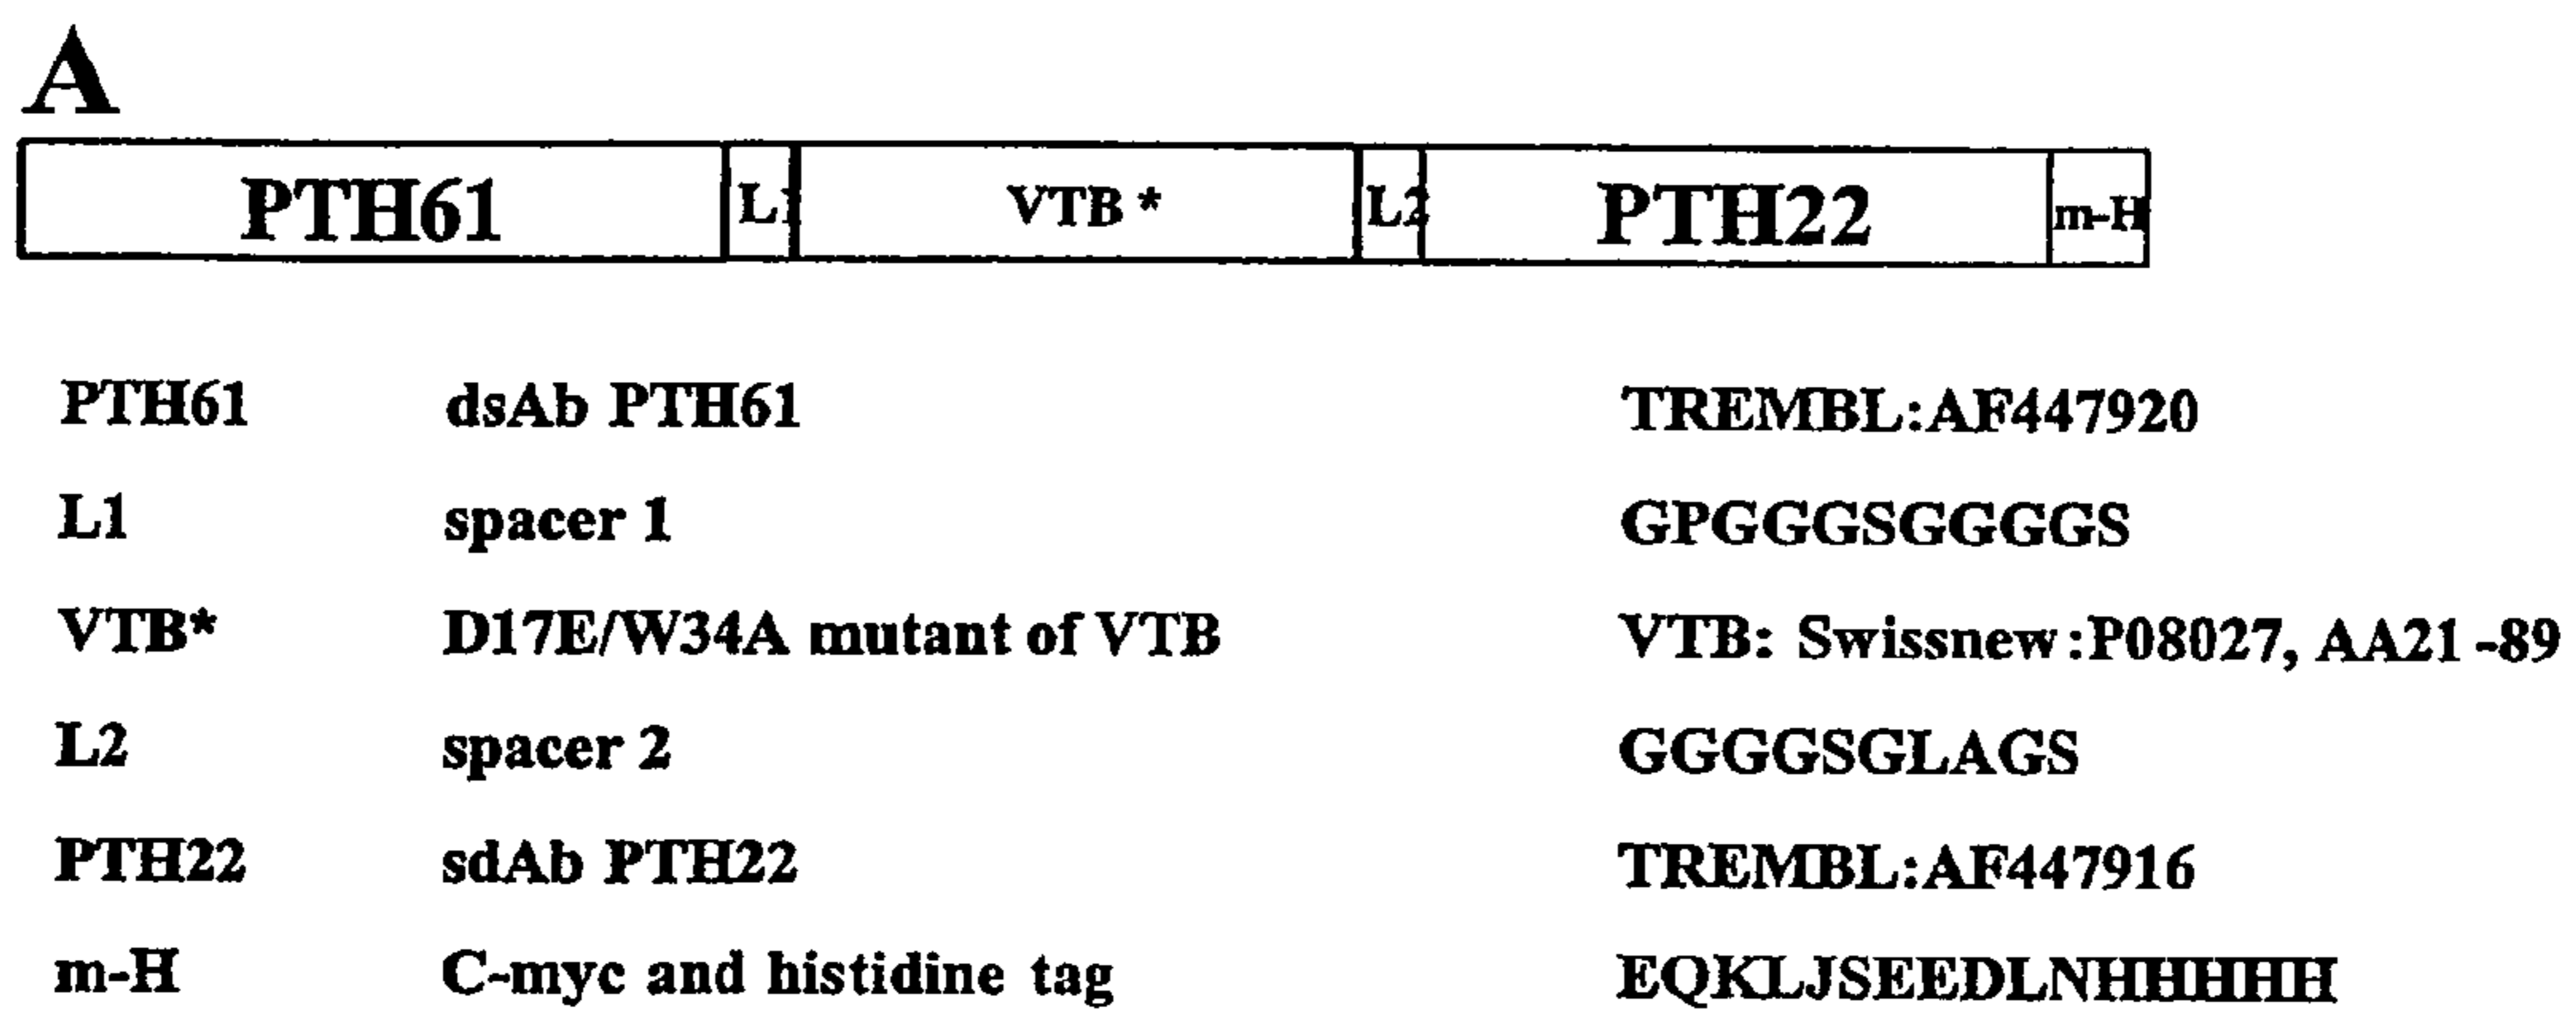 A
PTH61 L1 VTB * L2 PTH22 m-H
PTH61 dsAb PTH61 TREMBL:AF447920
L1 spacer 1 GPGGGSGGGGS
VTB* D17E/W34A mutant of VTB VTB: Swissnew:P08027, AA21-89
L2 spacer 2 GGGGSGLAGS
PTH22 sdAb PTH22 TREMBL:AF447916
m-H C-myc and histidine tag EQKLJSEEDLNHHHHH